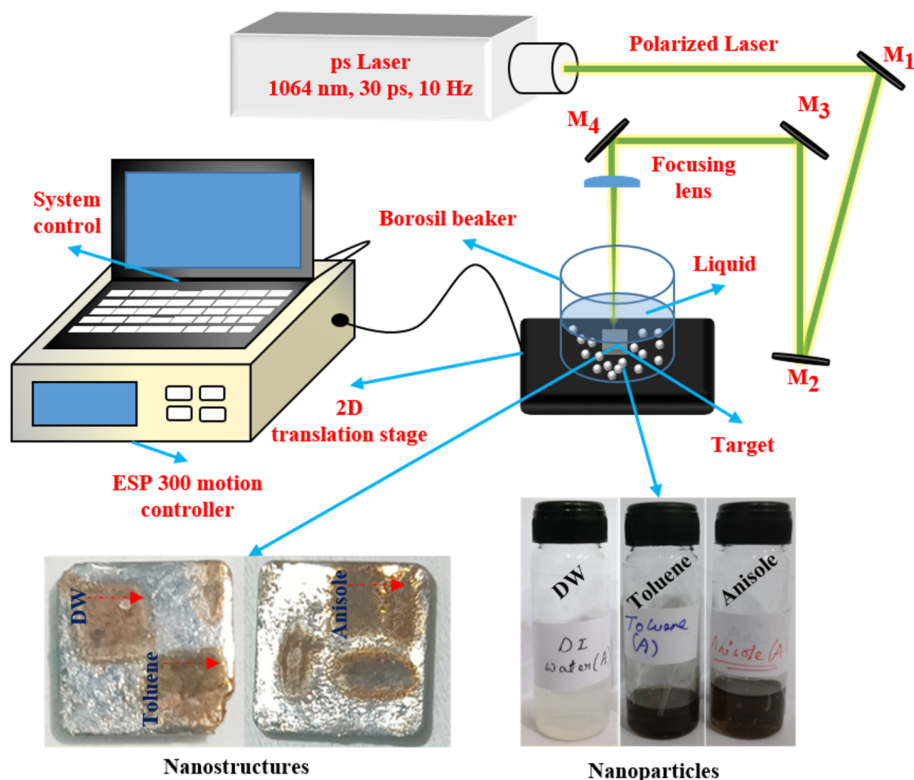 ps Laser
1064 nm, 30 ps, 10 Hz
Polarized Laser
M1
M3
M4
Focusing
lens
System
control
Borosil beaker
Liquid
M2
2D
translation stage
Target
ESP 300 motion
controller
DW
Toluene
Anisole
DW
Toluene
Anisole
DI
water(A)
Toluene
(A)
Anisole(A)
Nanostructures
Nanoparticles